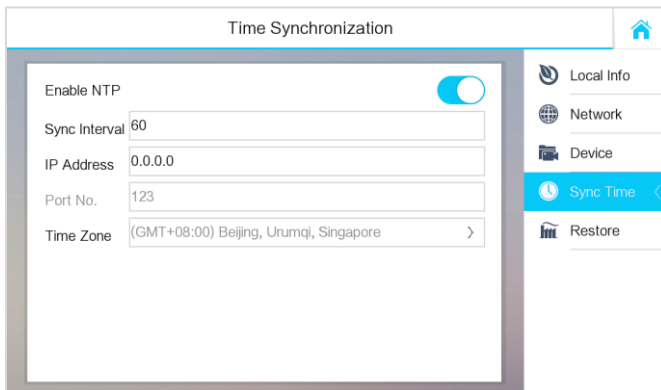 Time Synchronization
Enable NTP
Sync Interval 60
IP Address 0.0.0.0
Port No. 123
Time Zone (GMT+08:00) Beijing, Urumqi, Singapore
Local Info
Network
Device
Sync Time
Restore